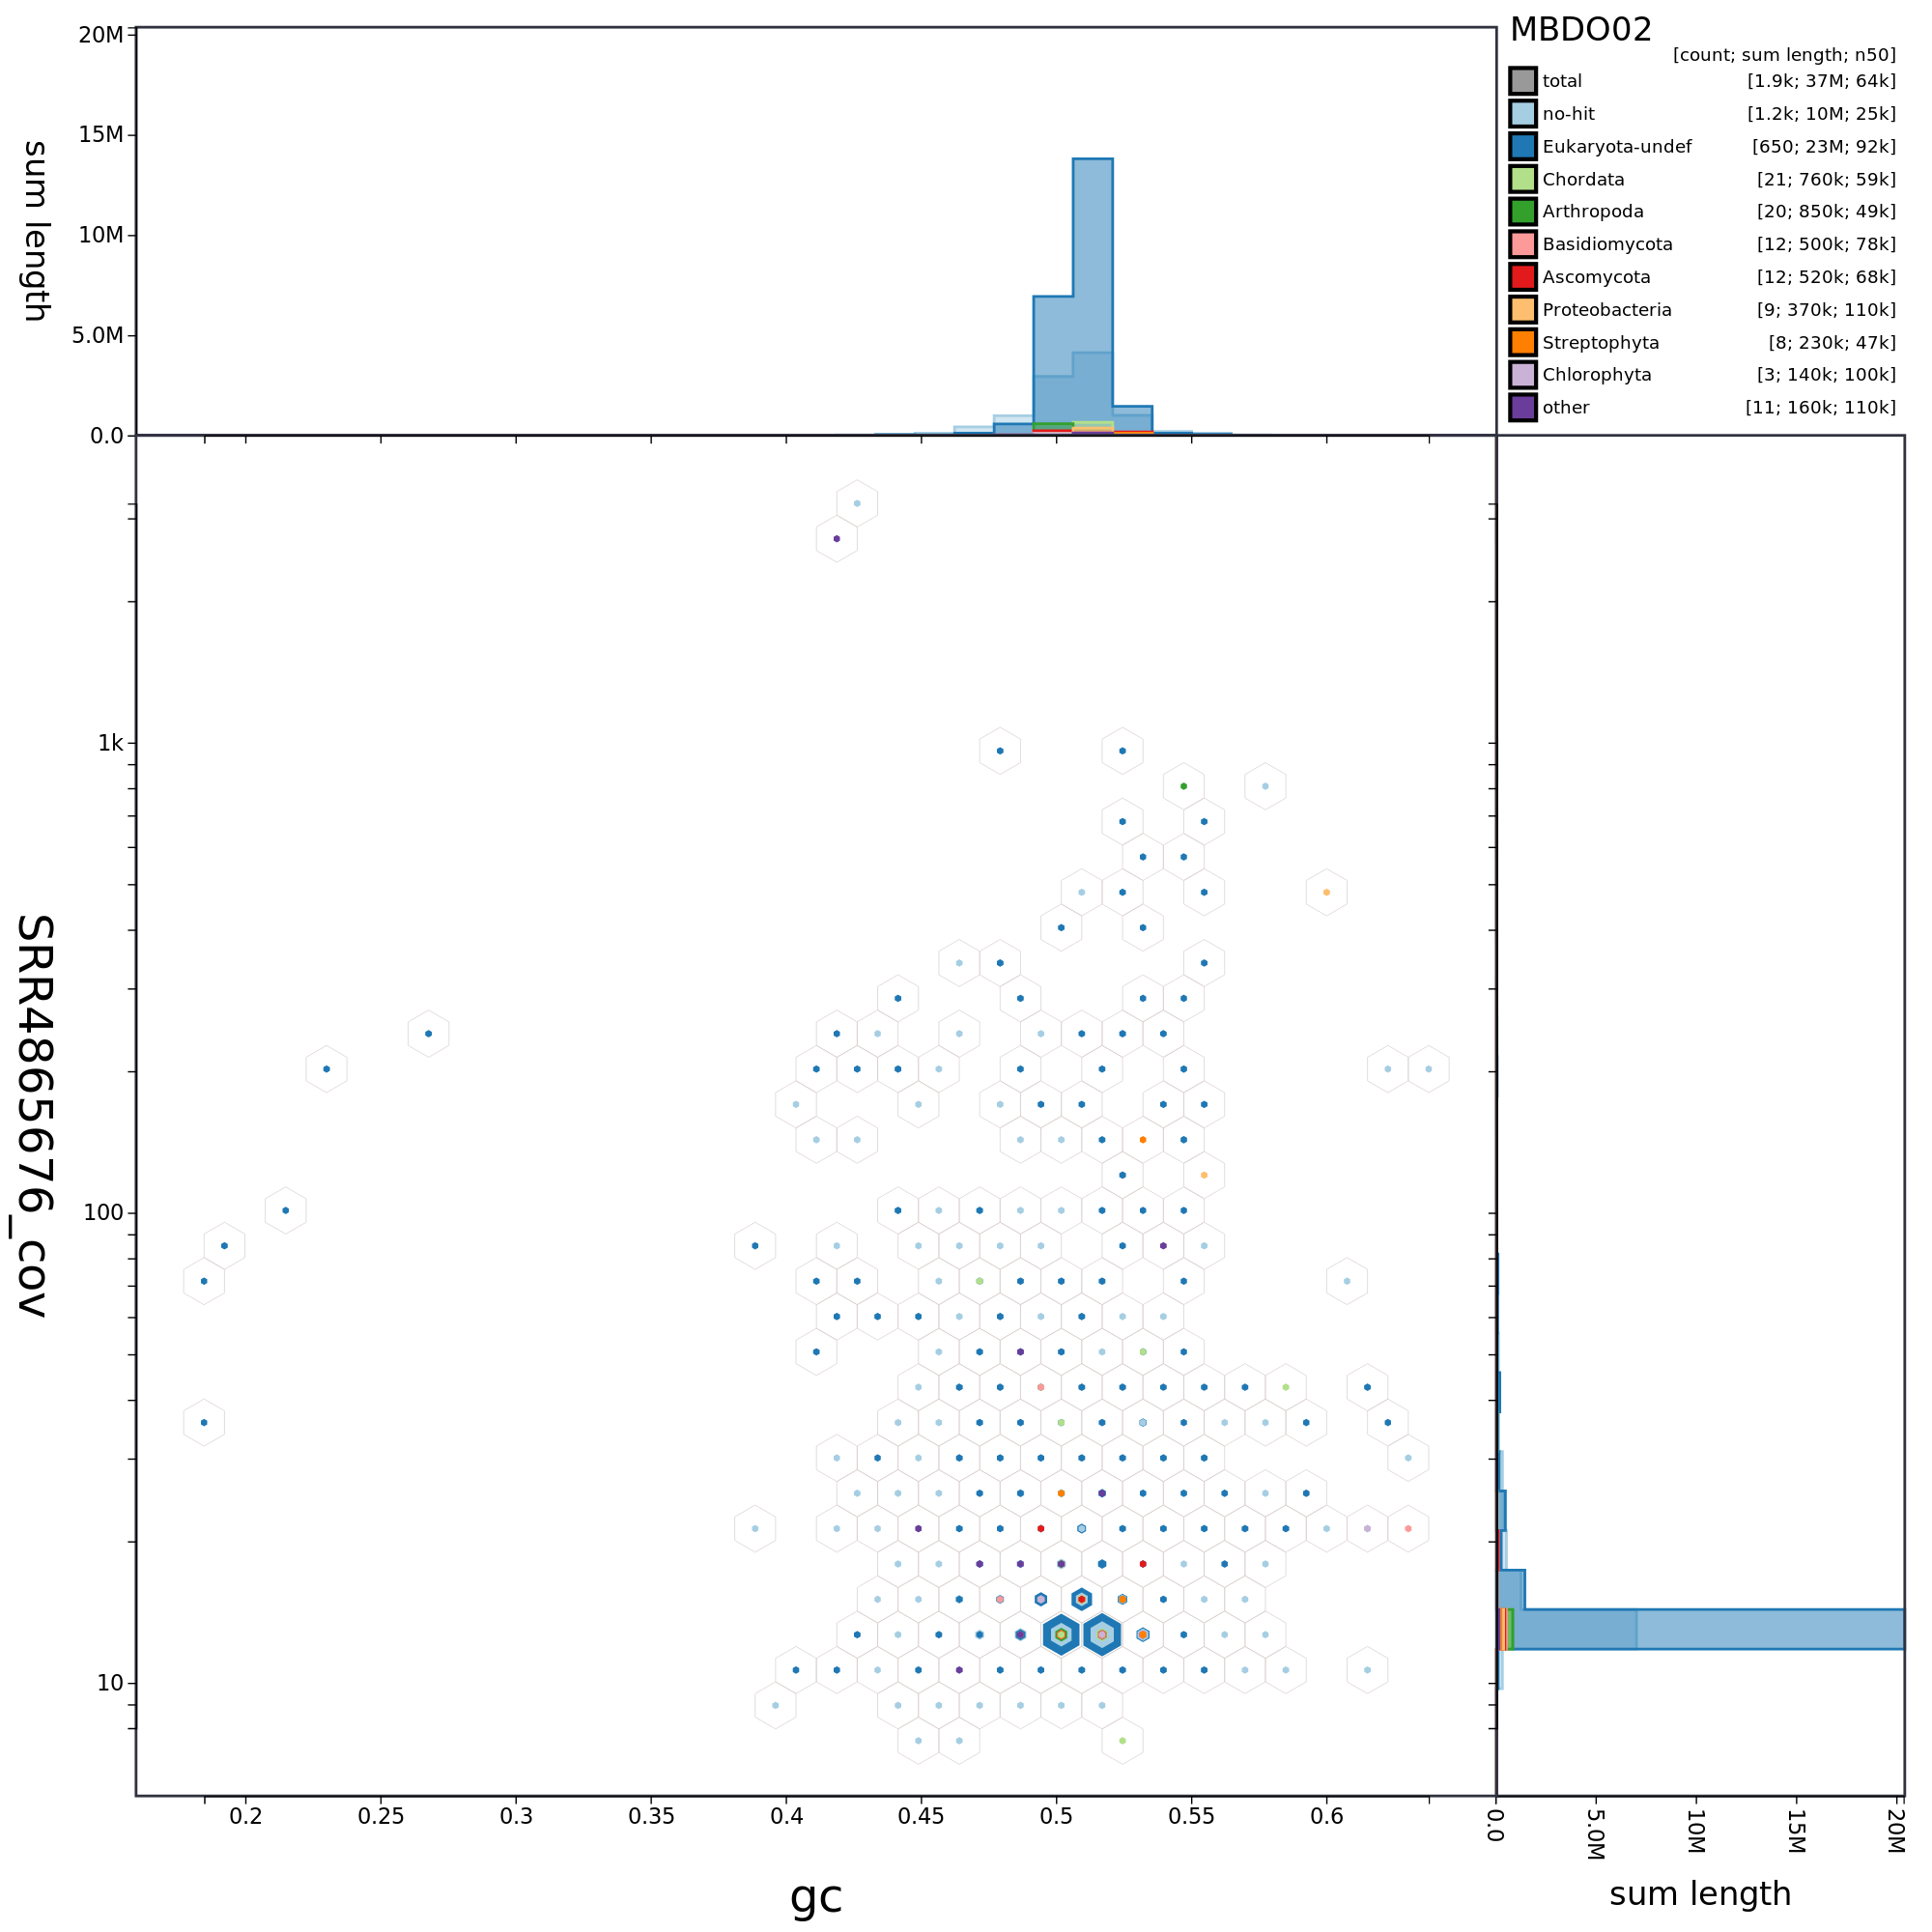 MBDO02
[count; sum length; n50]
total [1.9k; 37M; 64k]
no-hit [1.2k; 10M; 25k]
Eukaryota-undef [650; 23M; 92k]
Chordata [21; 760k; 59k]
Arthropoda [20; 850k; 49k]
Basidiomycota [12; 500k; 78k]
Ascomycota [12; 520k; 68k]
Proteobacteria [9; 370k; 110k]
Streptophyta [8; 230k; 47k]
Chlorophyta [3; 140k; 100k]
other [11; 160k; 110k]
20M
15M
10M
5.0M
0.0
sum length
1k
100
10
SRR4865676_cov
0.2 0.25 0.3 0.35 0.4 0.45 0.5 0.55 0.6
gc
0.0 5.0M 10M 15M 20M
sum length